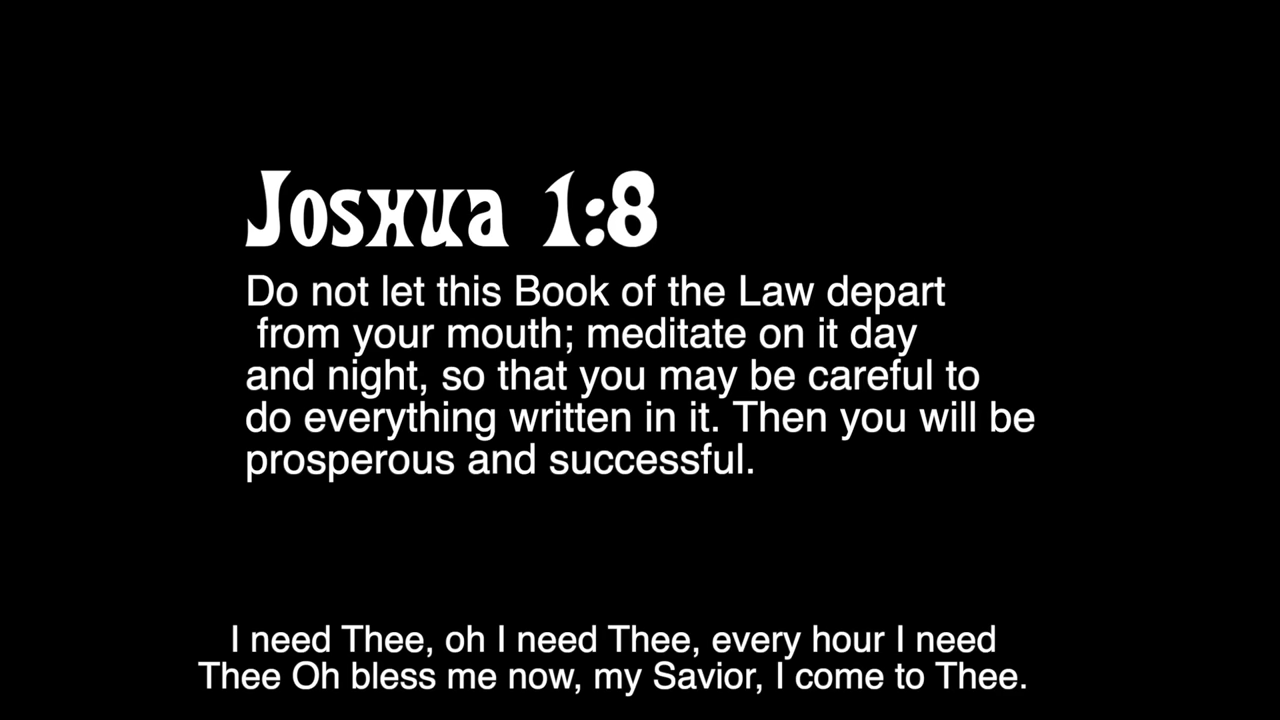 Joshua 1:8
Do not let this Book of the Law depart
from your mouth; meditate on it day
and night, so that you may be careful to
do everything written in it. Then you will be
prosperous and successful.
I need Thee, oh I need Thee, every hour I need
Thee Oh bless me now, my Savior, I come to Thee.